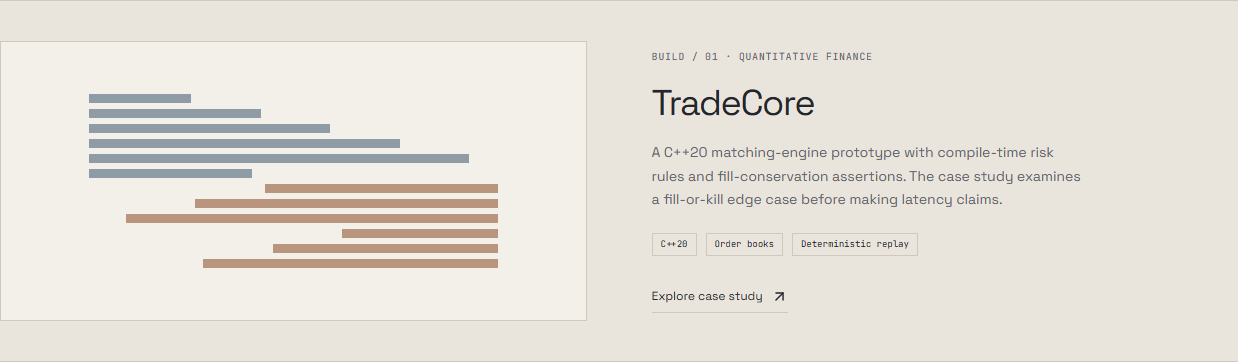 BUILD / 01 · QUANTITATIVE FINANCE
TradeCore
A C++20 matching-engine prototype with compile-time risk
rules and fill-conservation assertions. The case study examines
a fill-or-kill edge case before making latency claims.
C++20
Order books
Deterministic replay
Explore case study